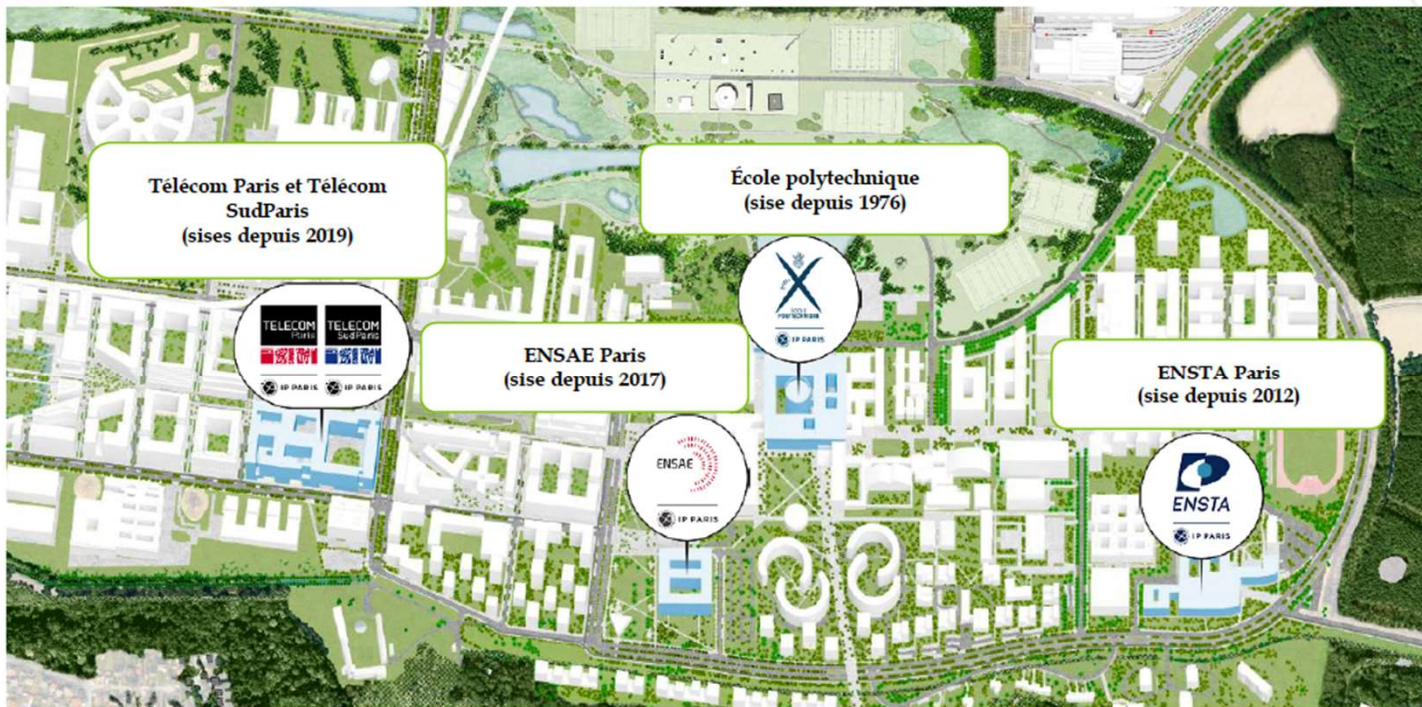 Télécom Paris et Télécom
SudParis
(sises depuis 2019)
École polytechnique
(sise depuis 1976)
ÉCOLE
POLYTECHNIQUE
IP PARIS
TELECOM
Paris
TELECOM
SudParis
IP PARIS
IP PARIS
ENSAE Paris
(sise depuis 2017)
ENSTA Paris
(sise depuis 2012)
ENSAE
IP PARIS
ENSTA
IP PARIS